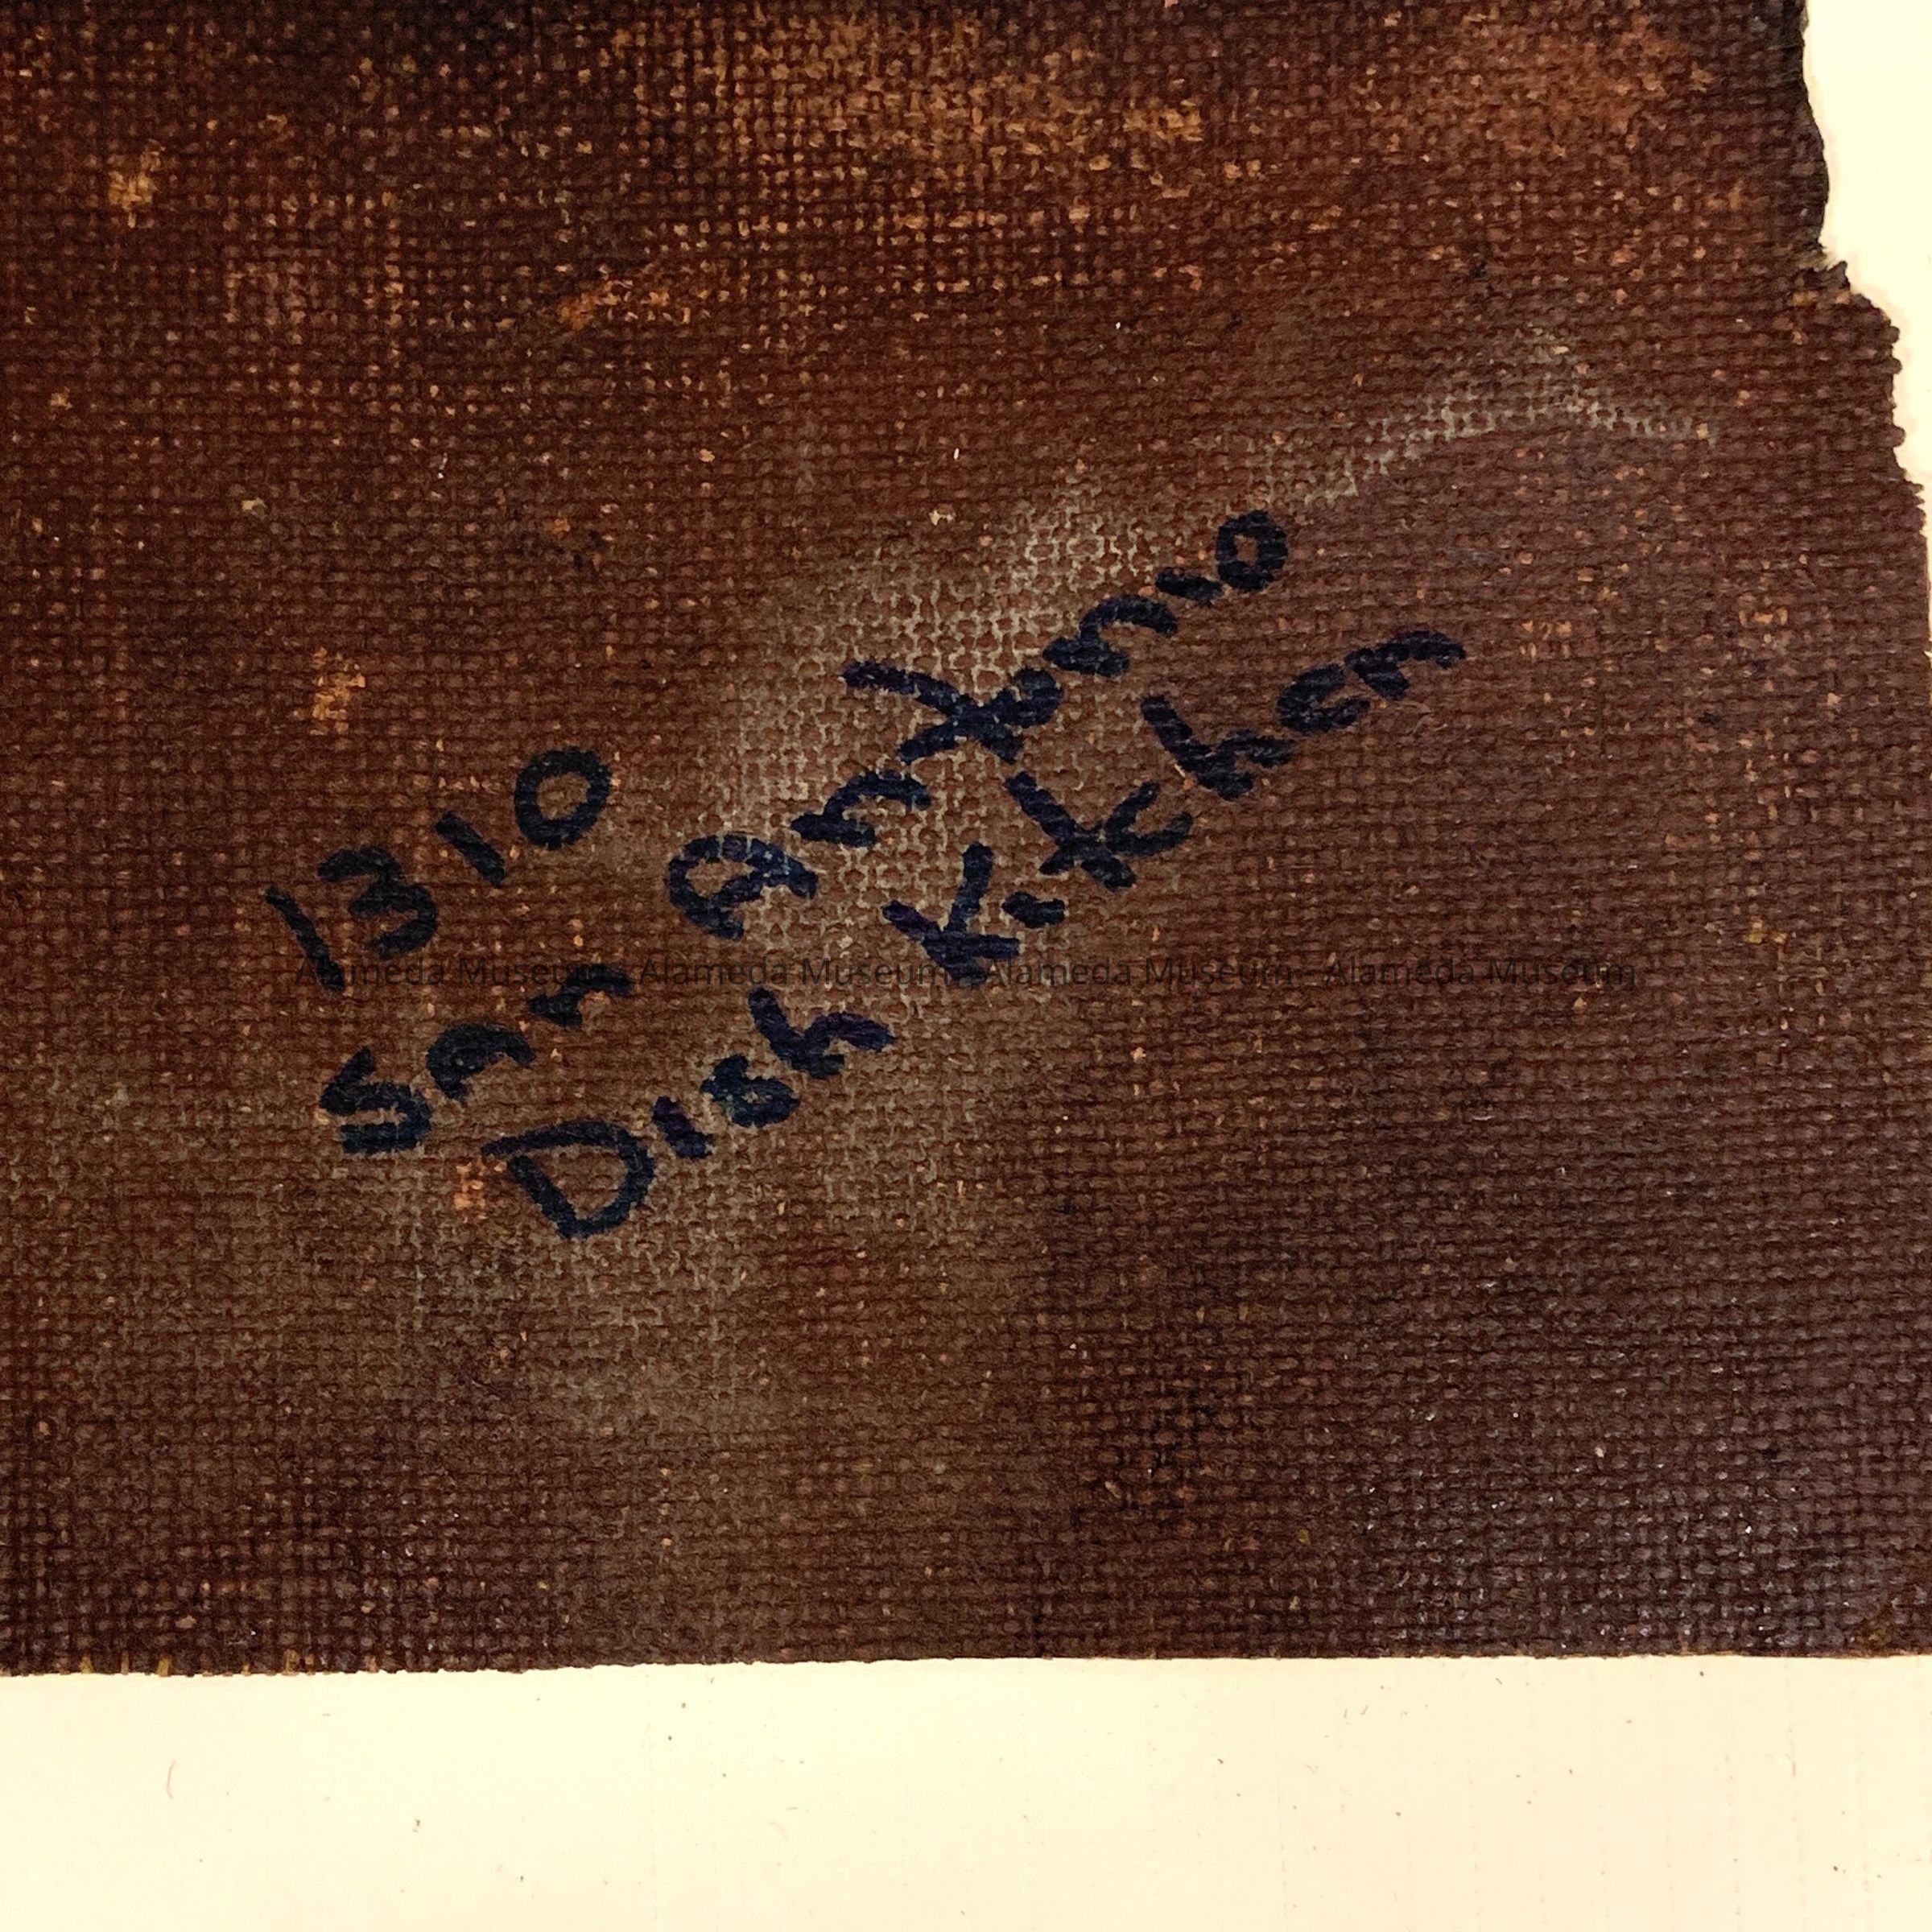 1310
San Antonio
Dish Kitchen
Alameda Museum - Alameda Museum - Alameda Museum - Alameda Museum